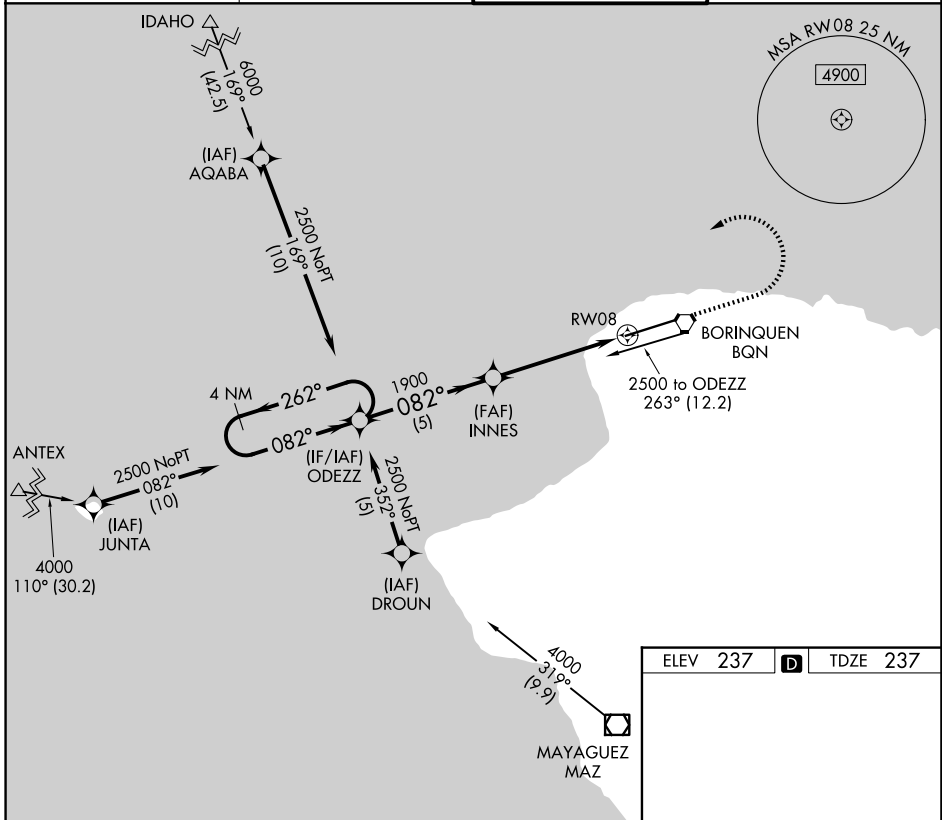 IDAHO
6000
169°
(42.5)
MSA RW08 25 NM
4900
(IAF)
AQABA
2500 NoPT
169°
(10)
RW08
BORINQUEN
BQN
2500 to ODEZZ
263° (12.2)
4 NM
262°
1900
082°
(5)
(FAF)
INNES
082°
(IF/IAF)
ODEZZ
ANTEX
2500 NoPT
082°
(10)
(IAF)
JUNTA
4000
110° (30.2)
2500 NoPT
352°
(5)
(IAF)
DROUN
4000
319°
(9.9)
MAYAGUEZ
MAZ
ELEV 237 D TDZE 237